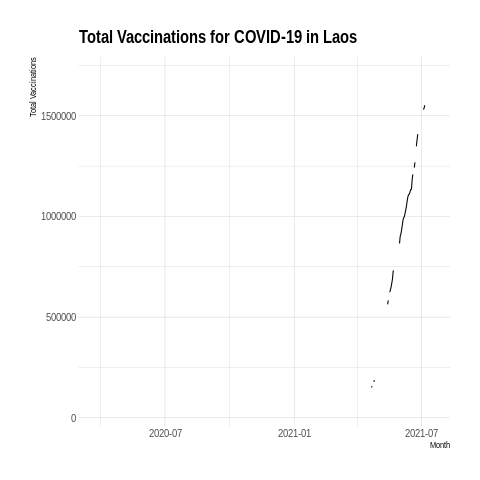 Total Vaccinations for COVID-19 in Laos
Total Vaccinations
1500000
1000000
500000
0
2020-07 2021-01 2021-07
Month